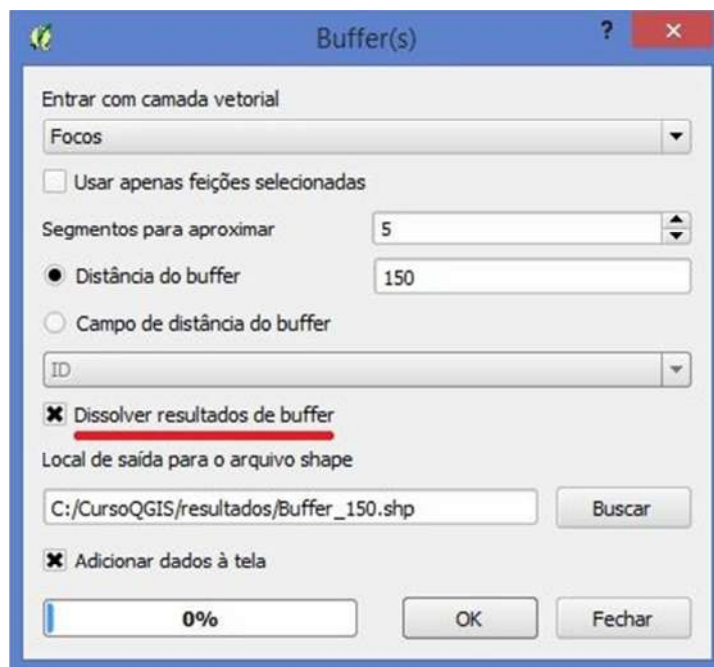 Buffer(s)
?
Entrar com camada vetorial
Focos
Usar apenas feições selecionadas
Segmentos para aproximar 5
Distância do buffer 150
Campo de distância do buffer
ID
Dissolver resultados de buffer
Local de saída para o arquivo shape
C:/CursoQGIS/resultados/Buffer_150.shp Buscar
Adicionar dados à tela
0% OK Fechar